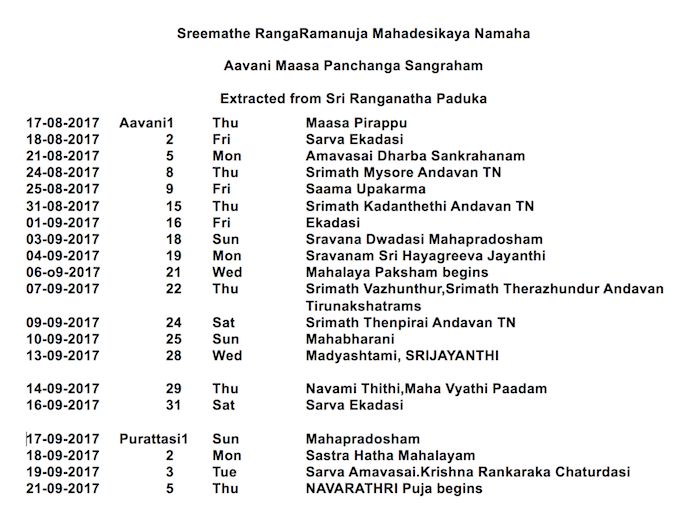 Sreemathe RangaRamanuja Mahadesikaya Namaha
Aavani Maasa Panchanga Sangraham
Extracted from Sri Ranganatha Paduka
17-08-2017 Aavani1 Thu Maasa Pirappu
18-08-2017 2 Fri Sarva Ekadasi
21-08-2017 5 Mon Amavasai Dharba Sankrahanam
24-08-2017 8 Thu Srimath Mysore Andavan TN
25-08-2017 9 Fri Saama Upakarma
31-08-2017 15 Thu Srimath Kadanthethi Andavan TN
01-09-2017 16 Fri Ekadasi
03-09-2017 18 Sun Sravana Dwadasi Mahapradosham
04-09-2017 19 Mon Sravanam Sri Hayagreeva Jayanthi
06-o9-2017 21 Wed Mahalaya Paksham begins
07-09-2017 22 Thu Srimath Vazhunthur,Srimath Therazhundur Andavan
Tirunakshatrams
09-09-2017 24 Sat Srimath Thenpirai Andavan TN
10-09-2017 25 Sun Mahabharani
13-09-2017 28 Wed Madyashtami, SRIJAYANTHI
14-09-2017 29 Thu Navami Thithi,Maha Vyathi Paadam
16-09-2017 31 Sat Sarva Ekadasi
17-09-2017 Purattasi1 Sun Mahapradosham
18-09-2017 2 Mon Sastra Hatha Mahalayam
19-09-2017 3 Tue Sarva Amavasai.Krishna Rankaraka Chaturdasi
21-09-2017 5 Thu NAVARATHRI Puja begins